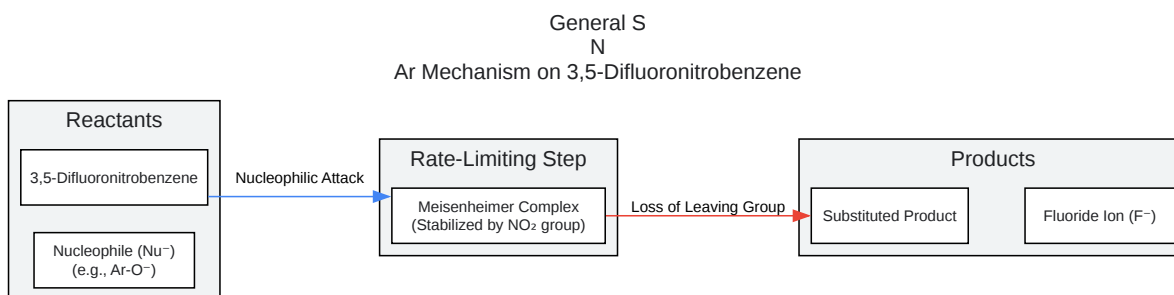 General S
N
Ar Mechanism on 3,5-Difluoronitrobenzene
Reactants
3,5-Difluoronitrobenzene
Nucleophile (Nu⁻)
(e.g., Ar-O⁻)
Nucleophilic Attack
Rate-Limiting Step
Meisenheimer Complex
(Stabilized by NO₂ group)
Loss of Leaving Group
Products
Substituted Product
Fluoride Ion (F⁻)